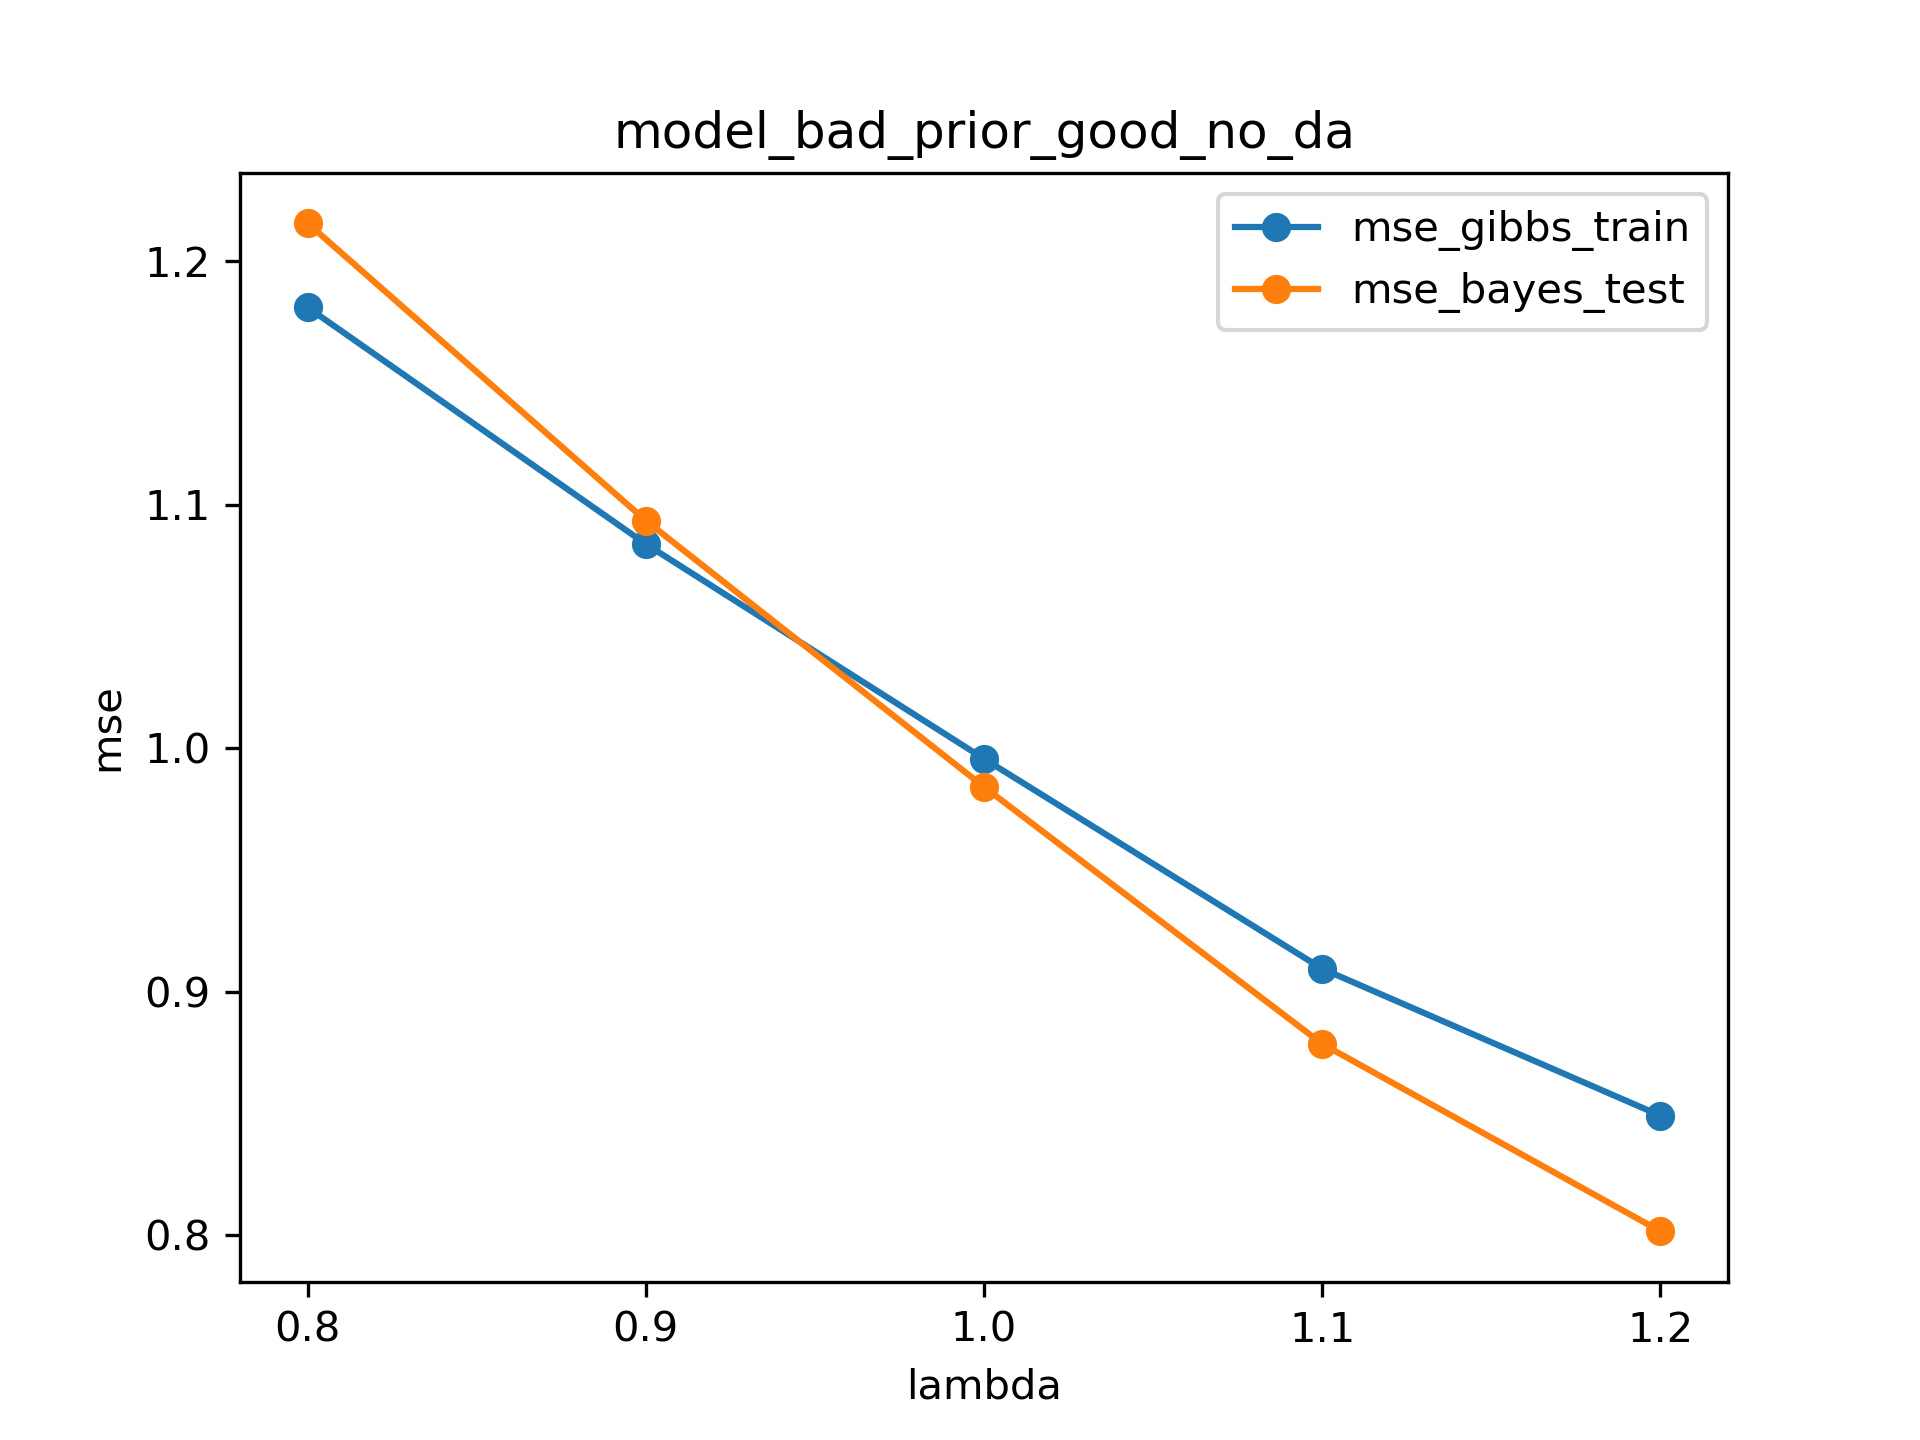 model_bad_prior_good_no_da
mse_gibbs_train
mse_bayes_test
1.2
1.1
1.0
0.9
0.8
mse
0.8 0.9 1.0 1.1 1.2
lambda